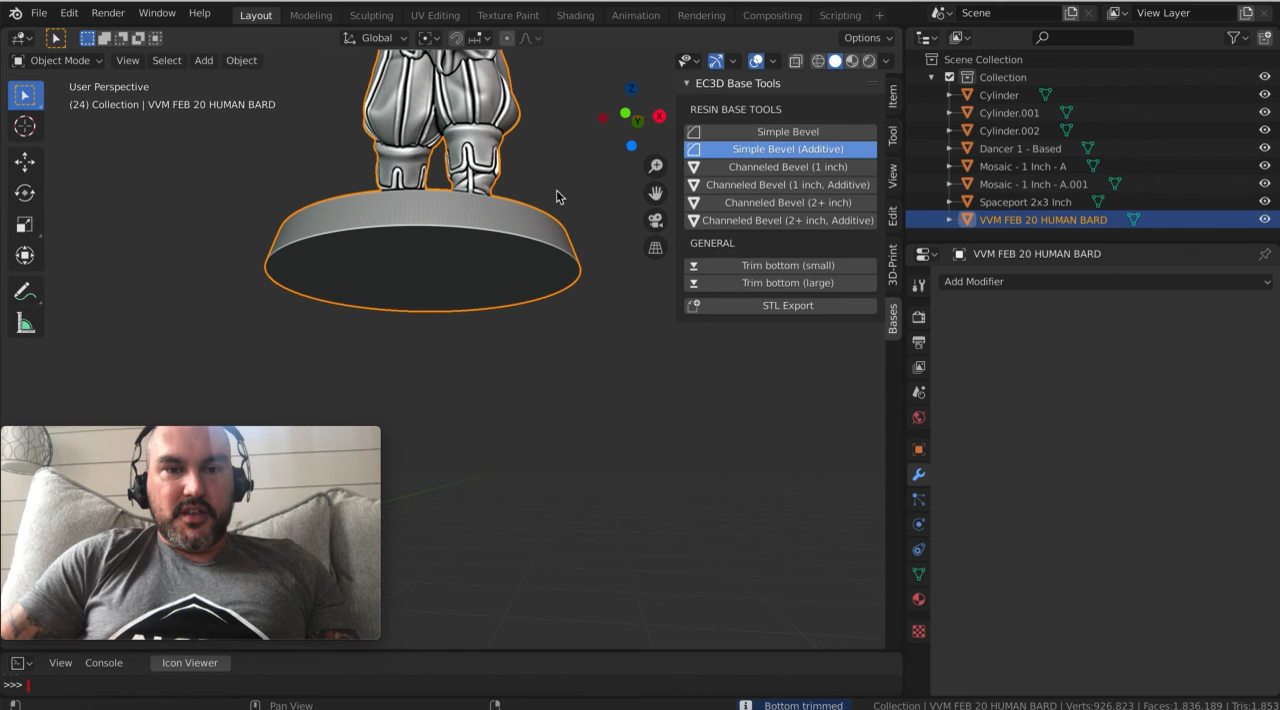 File Edit Render Window Help Layout Modeling Sculpting UV Editing Texture Paint Shading Animation Rendering Compositing Scripting + Scene View Layer
Global Options
Object Mode View Select Add Object
User Perspective
(24) Collection | VVM FEB 20 HUMAN BARD
Z
X
Y
EC3D Base Tools
RESIN BASE TOOLS
Simple Bevel
Simple Bevel (Additive)
Channeled Bevel (1 inch)
Channeled Bevel (1 inch, Additive)
Channeled Bevel (2+ inch)
Channeled Bevel (2+ inch, Additive)
GENERAL
Trim bottom (small)
Trim bottom (large)
STL Export
Item
Tool
View
Edit
3D-Print
Bases
Scene Collection
Collection
Cylinder
Cylinder.001
Cylinder.002
Dancer 1 - Based
Mosaic - 1 Inch - A
Mosaic - 1 Inch - A.001
Spaceport 2x3 Inch
VVM FEB 20 HUMAN BARD
VVM FEB 20 HUMAN BARD
Add Modifier
View Console Icon Viewer
>>>
Pan View Bottom trimmed Collection | VVM FEB 20 HUMAN BARD | Verts:926,823 | Faces:1,836,189 | Tris:1,853